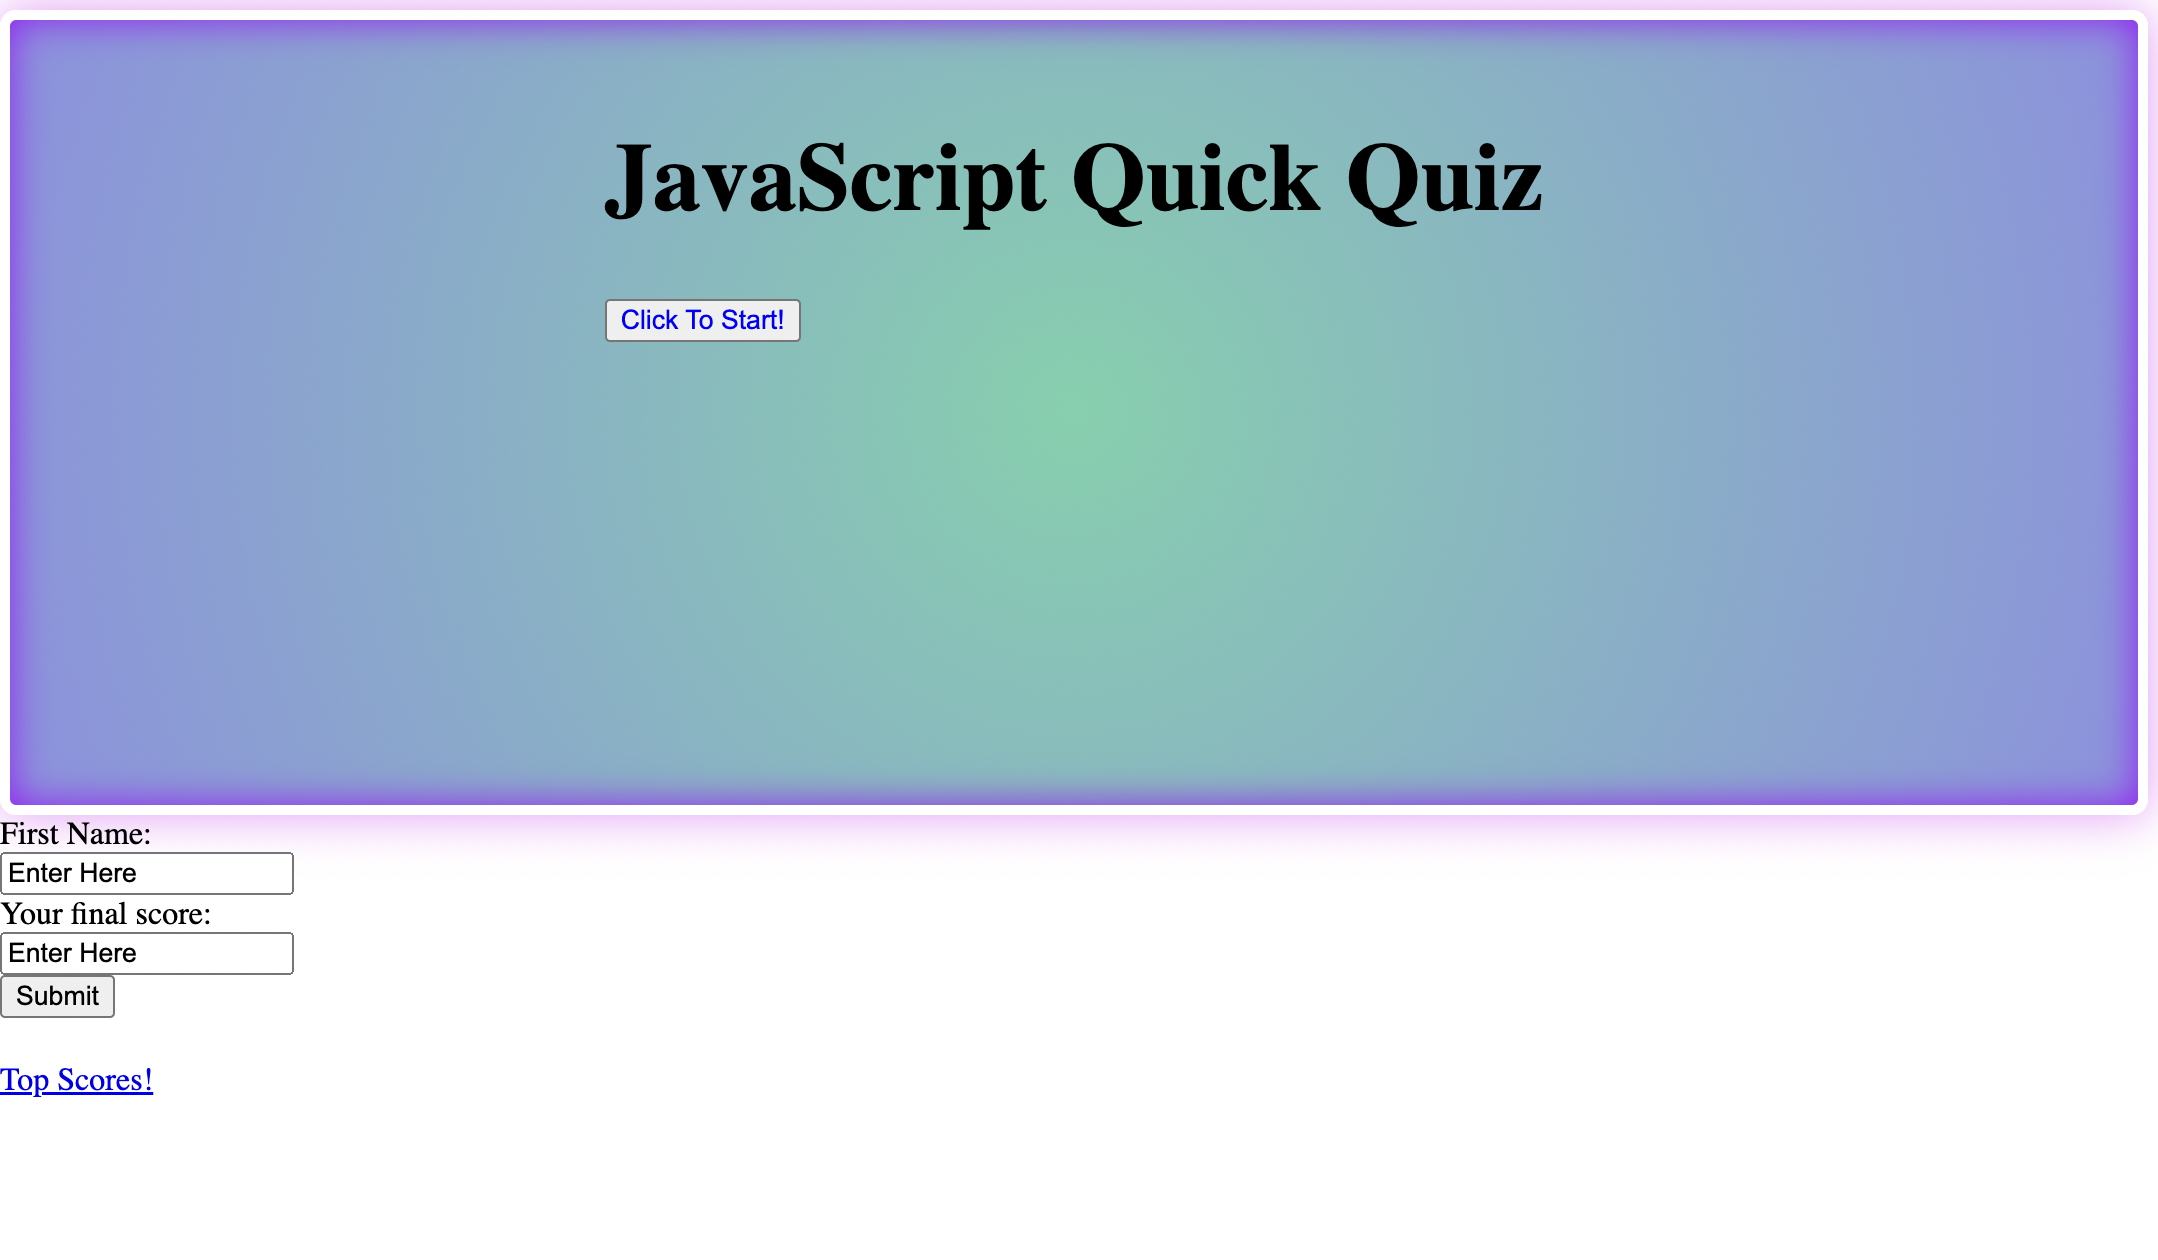 JavaScript Quick Quiz
Click To Start!
First Name:
Enter Here
Your final score:
Enter Here
Submit
Top Scores!